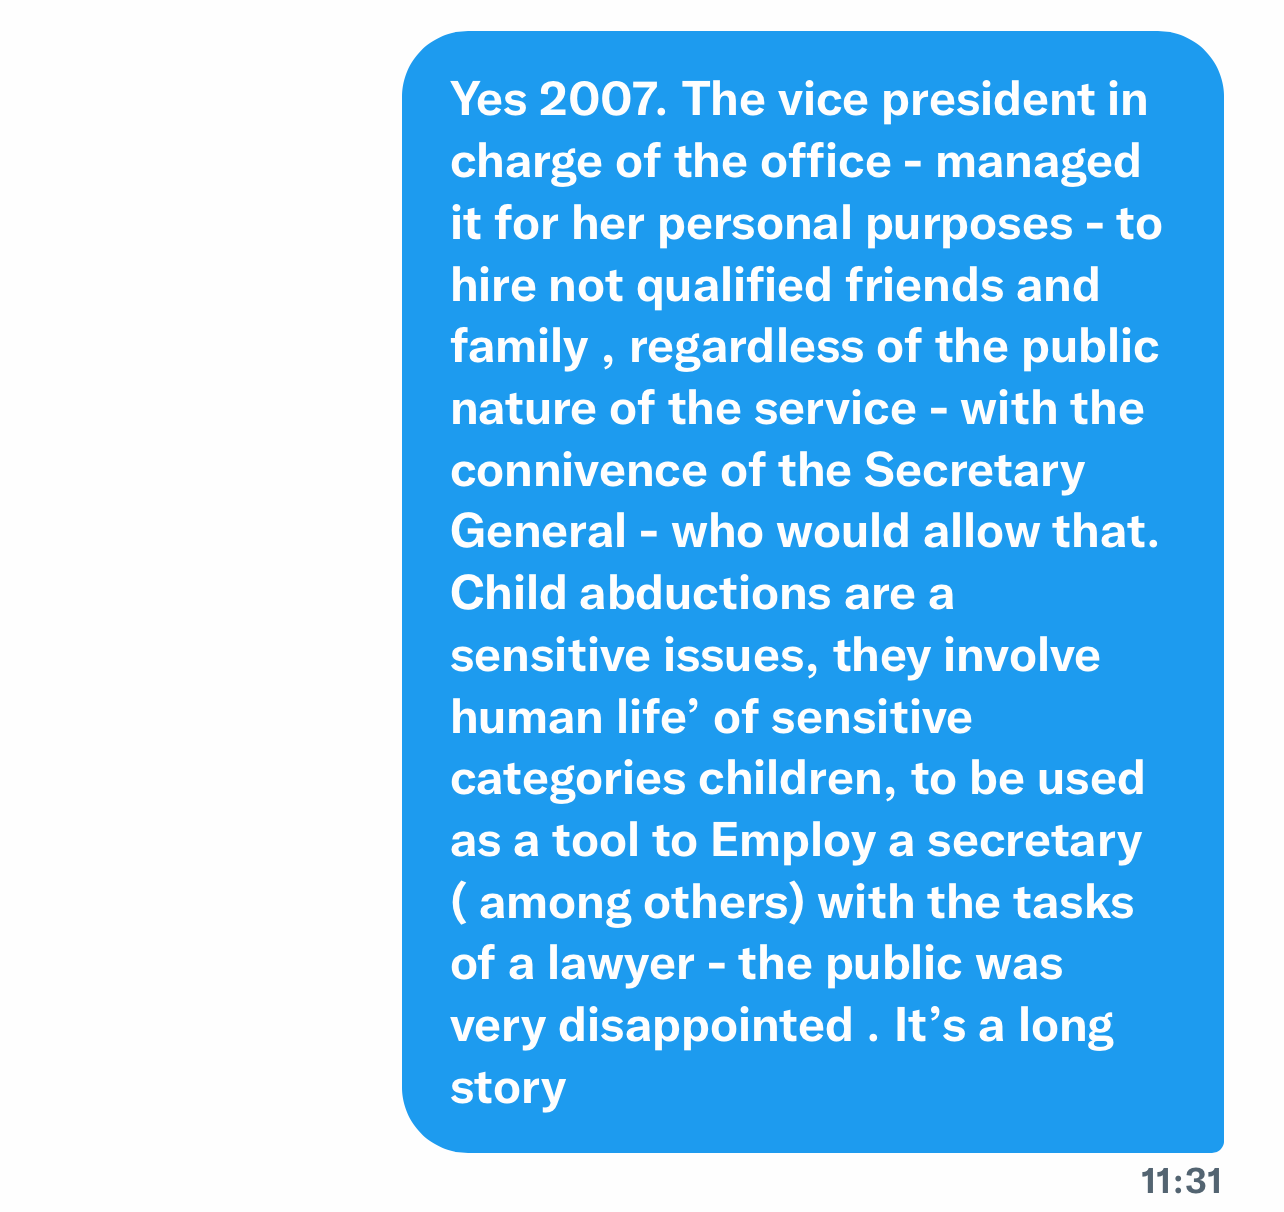 Yes 2007. The vice president in
charge of the office - managed
it for her personal purposes - to
hire not qualified friends and
family , regardless of the public
nature of the service - with the
connivence of the Secretary
General - who would allow that.
Child abductions are a
sensitive issues, they involve
human life’ of sensitive
categories children, to be used
as a tool to Employ a secretary
( among others) with the tasks
of a lawyer - the public was
very disappointed . It’s a long
story
11:31